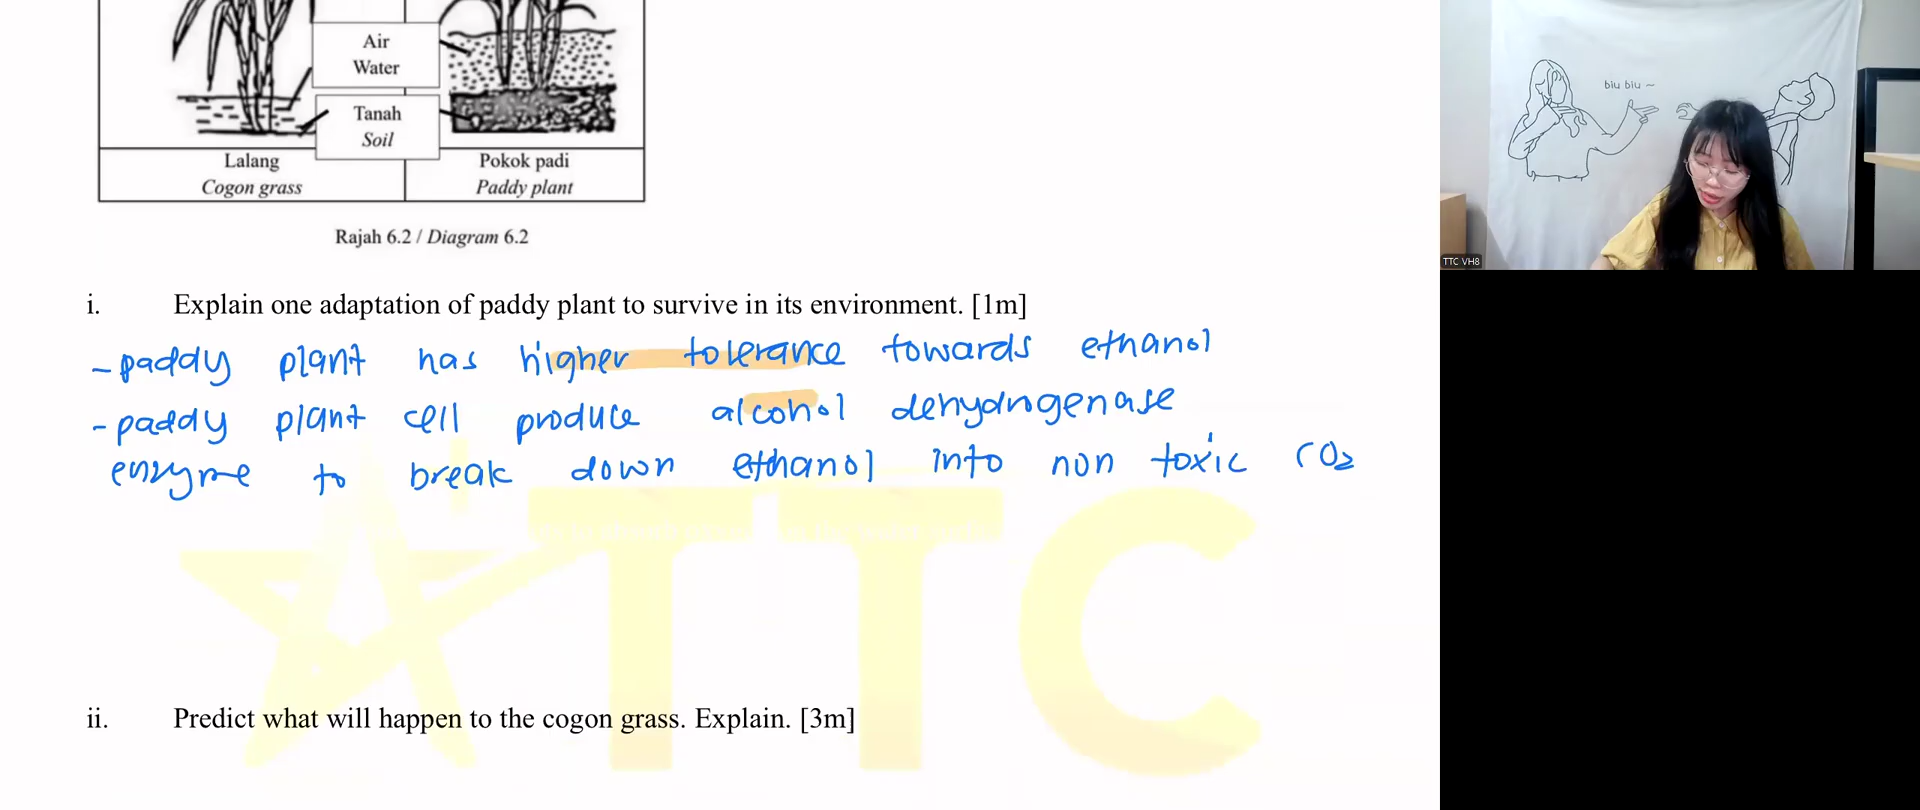 Air
Water
Tanah
Soil
Lalang
Cogon grass
Pokok padi
Paddy plant
Rajah 6.2 / Diagram 6.2
i. Explain one adaptation of paddy plant to survive in its environment. [1m]
- paddy plant has higher tolerance towards ethanol
- paddy plant cell produce alcohol dehydrogenase
enzyme to break down ethanol into non toxic CO2
TTC
ii. Predict what will happen to the cogon grass. Explain. [3m]
biu biu ~
TTC VH8